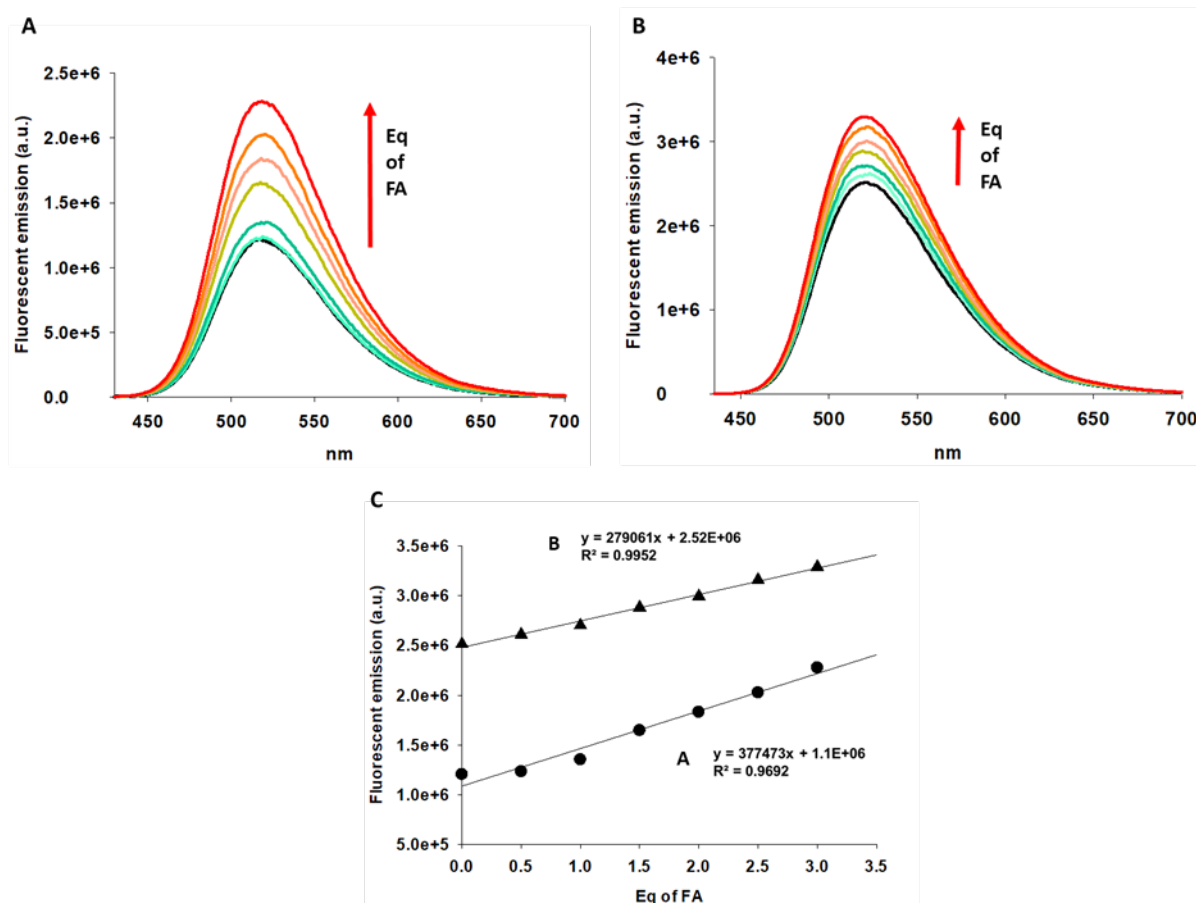 A
Fluorescent emission (a.u.)
2.5e+6
2.0e+6
1.5e+6
1.0e+6
5.0e+5
0.0
450 500 550 600 650 700
nm
Eq
of
FA
B
Fluorescent emission (a.u.)
4e+6
3e+6
2e+6
1e+6
0
450 500 550 600 650 700
nm
Eq
of
FA
C
Fluorescent emission (a.u.)
3.5e+6
3.0e+6
2.5e+6
2.0e+6
1.5e+6
1.0e+6
5.0e+5
B
y = 279061x + 2.52E+06
R² = 0.9952
A
y = 377473x + 1.1E+06
R² = 0.9692
0.0 0.5 1.0 1.5 2.0 2.5 3.0 3.5
Eq of FA